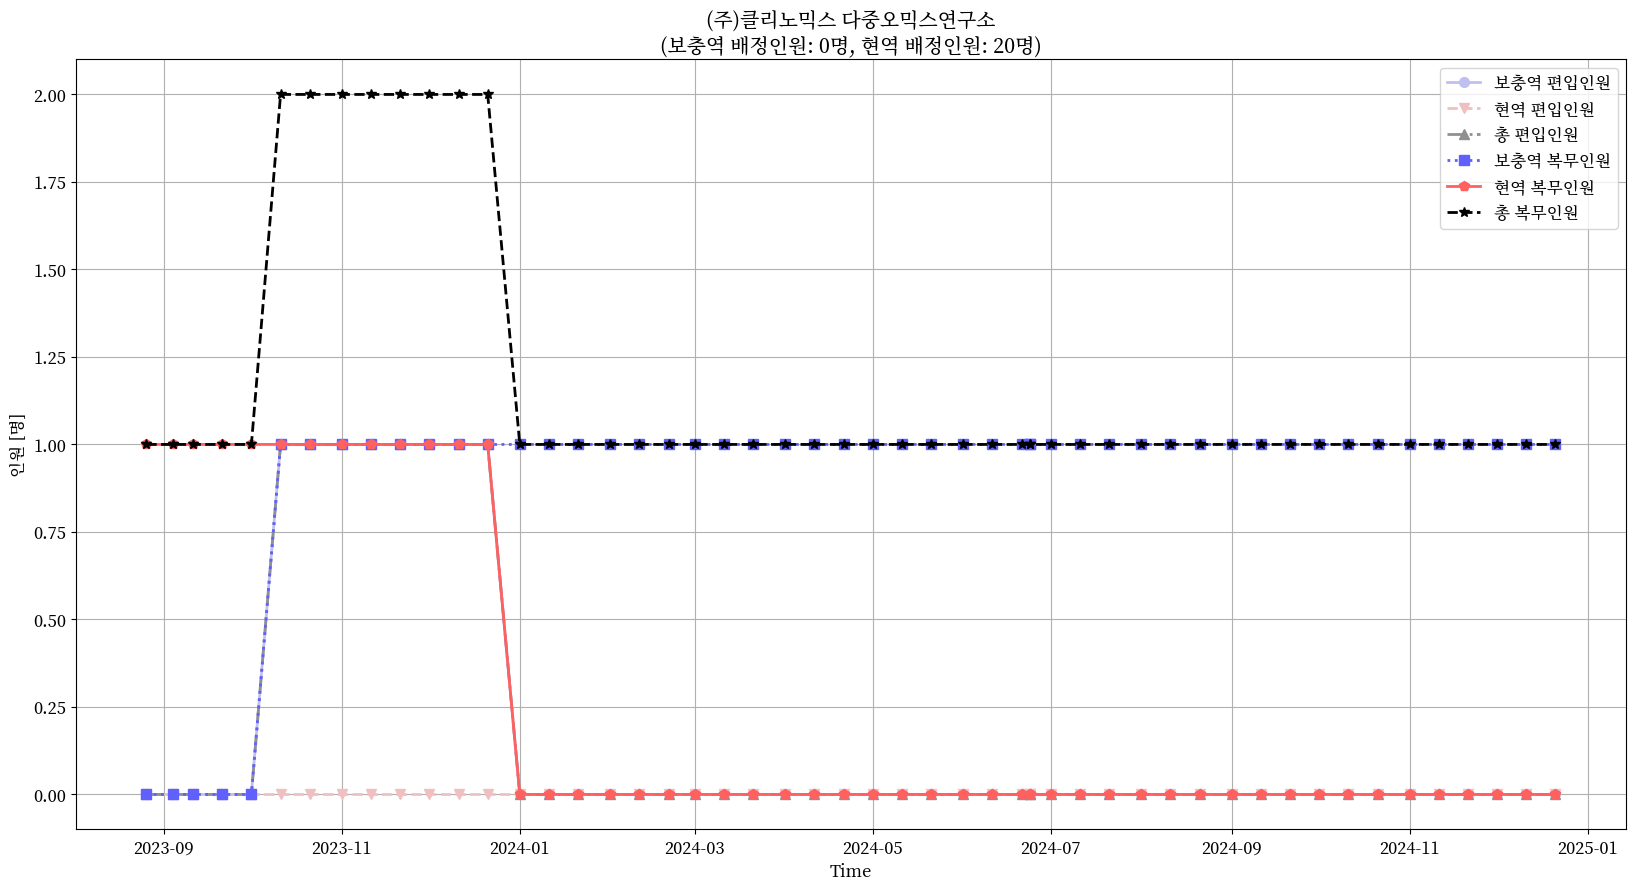 (주)클리노믹스 다중오믹스연구소
(보충역 배정인원: 0명, 현역 배정인원: 20명)
보충역 편입인원
현역 편입인원
총 편입인원
보충역 복무인원
현역 복무인원
총 복무인원
인원 [명]
2.00
1.75
1.50
1.25
1.00
0.75
0.50
0.25
0.00
2023-09
2023-11
2024-01
2024-03
2024-05
2024-07
2024-09
2024-11
2025-01
Time